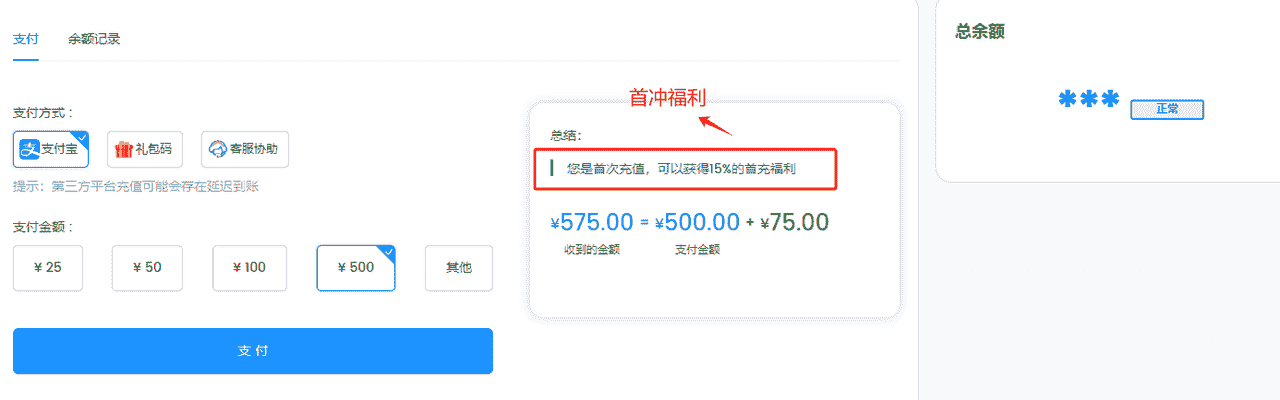 支付 余额记录
总余额
*** 正常
支付方式：
支付宝 礼包码 客服协助
提示：第三方平台充值可能会存在延迟到账
支付金额：
¥ 25 ¥ 50 ¥ 100 ¥ 500 其他
支 付
首冲福利
总结：
您是首次充值，可以获得15%的首充福利
¥575.00 = ¥500.00 + ¥75.00
收到的金额 支付金额